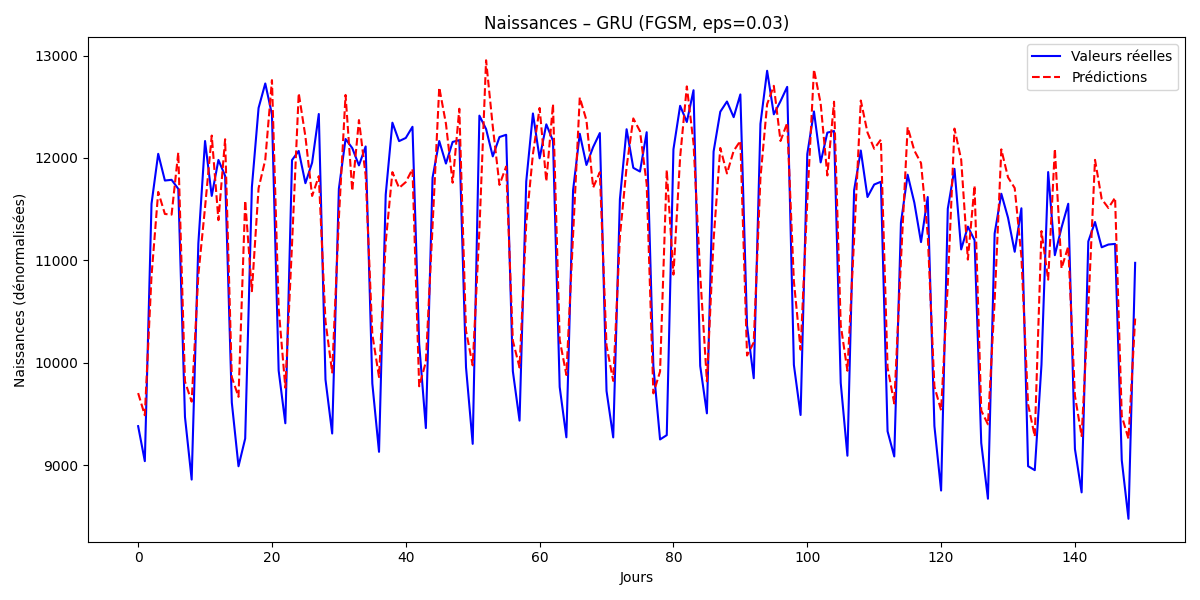 Naissances – GRU (FGSM, eps=0.03)
Valeurs réelles
Prédictions
Naissances (dénormalisées)
13000
12000
11000
10000
9000
0 20 40 60 80 100 120 140
Jours